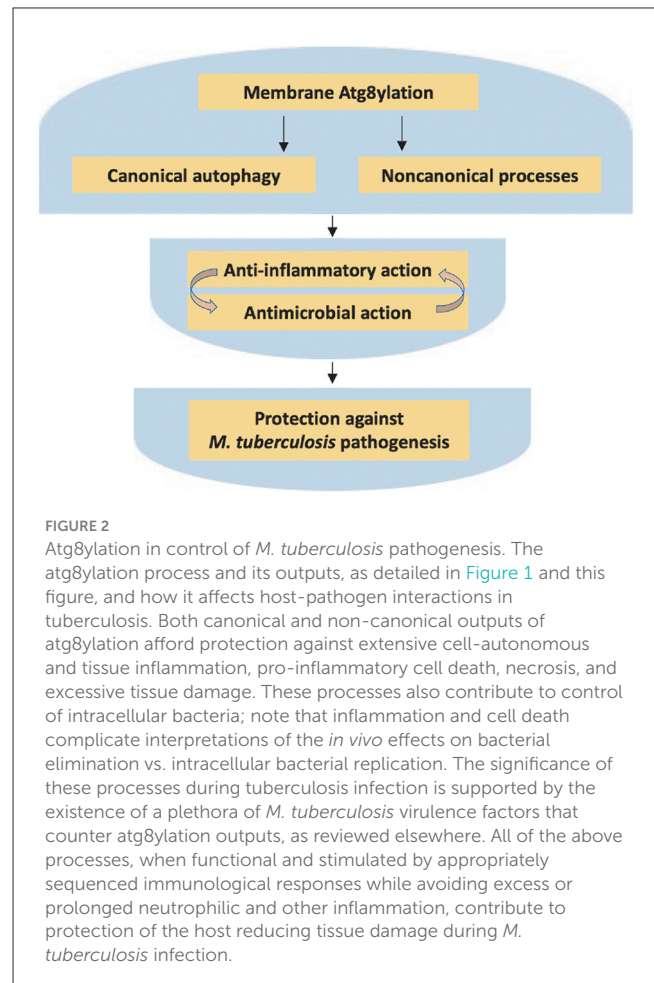 Membrane Atg8ylation
Canonical autophagy
Noncanonical processes
Anti-inflammatory action
Antimicrobial action
Protection against
M. tuberculosis pathogenesis
FIGURE 2
Atg8ylation in control of M. tuberculosis pathogenesis. The
atg8ylation process and its outputs, as detailed in Figure 1 and this
figure, and how it affects host-pathogen interactions in
tuberculosis. Both canonical and non-canonical outputs of
atg8ylation afford protection against extensive cell-autonomous
and tissue inflammation, pro-inflammatory cell death, necrosis, and
excessive tissue damage. These processes also contribute to control
of intracellular bacteria; note that inflammation and cell death
complicate interpretations of the in vivo effects on bacterial
elimination vs. intracellular bacterial replication. The significance of
these processes during tuberculosis infection is supported by the
existence of a plethora of M. tuberculosis virulence factors that
counter atg8ylation outputs, as reviewed elsewhere. All of the above
processes, when functional and stimulated by appropriately
sequenced immunological responses while avoiding excess or
prolonged neutrophilic and other inflammation, contribute to
protection of the host reducing tissue damage during M.
tuberculosis infection.